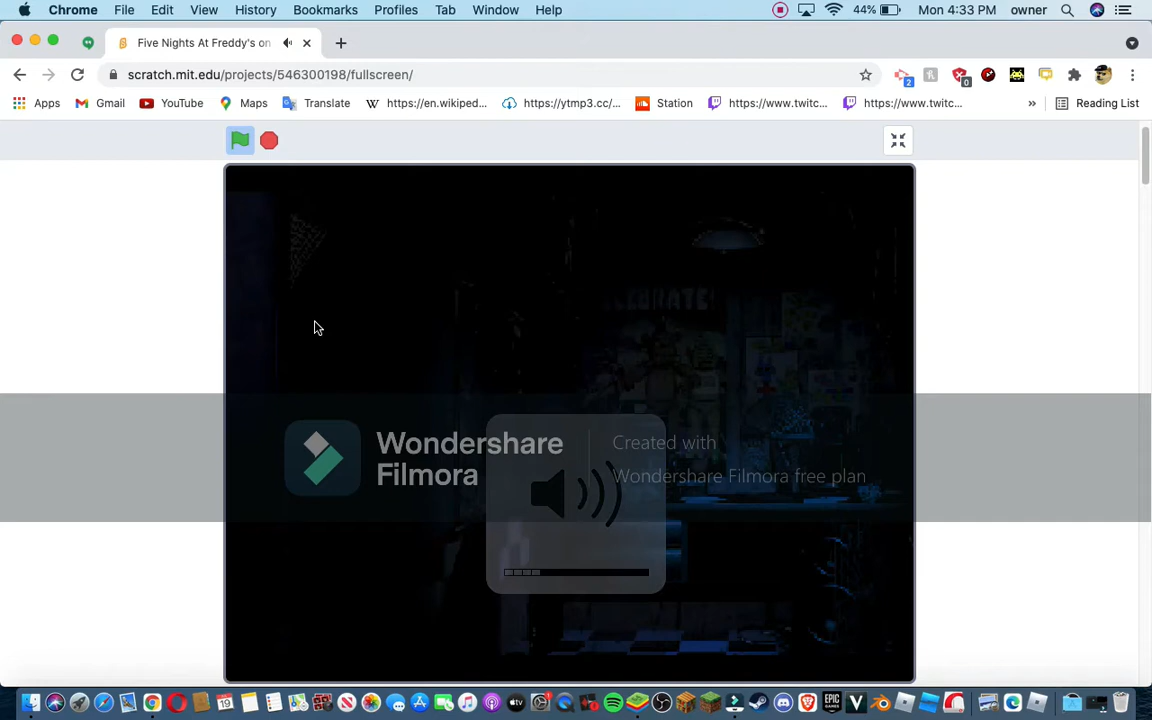 Chrome File Edit View History Bookmarks Profiles Tab Window Help 44% Mon 4:33 PM owner
Five Nights At Freddy's on
scratch.mit.edu/projects/546300198/fullscreen/
2 0
Apps Gmail YouTube Maps Translate https://en.wikiped... https://ytmp3.cc/... Station https://www.twitc... https://www.twitc... » Reading List
Wondershare
Filmora
Created with
Wondershare Filmora free plan